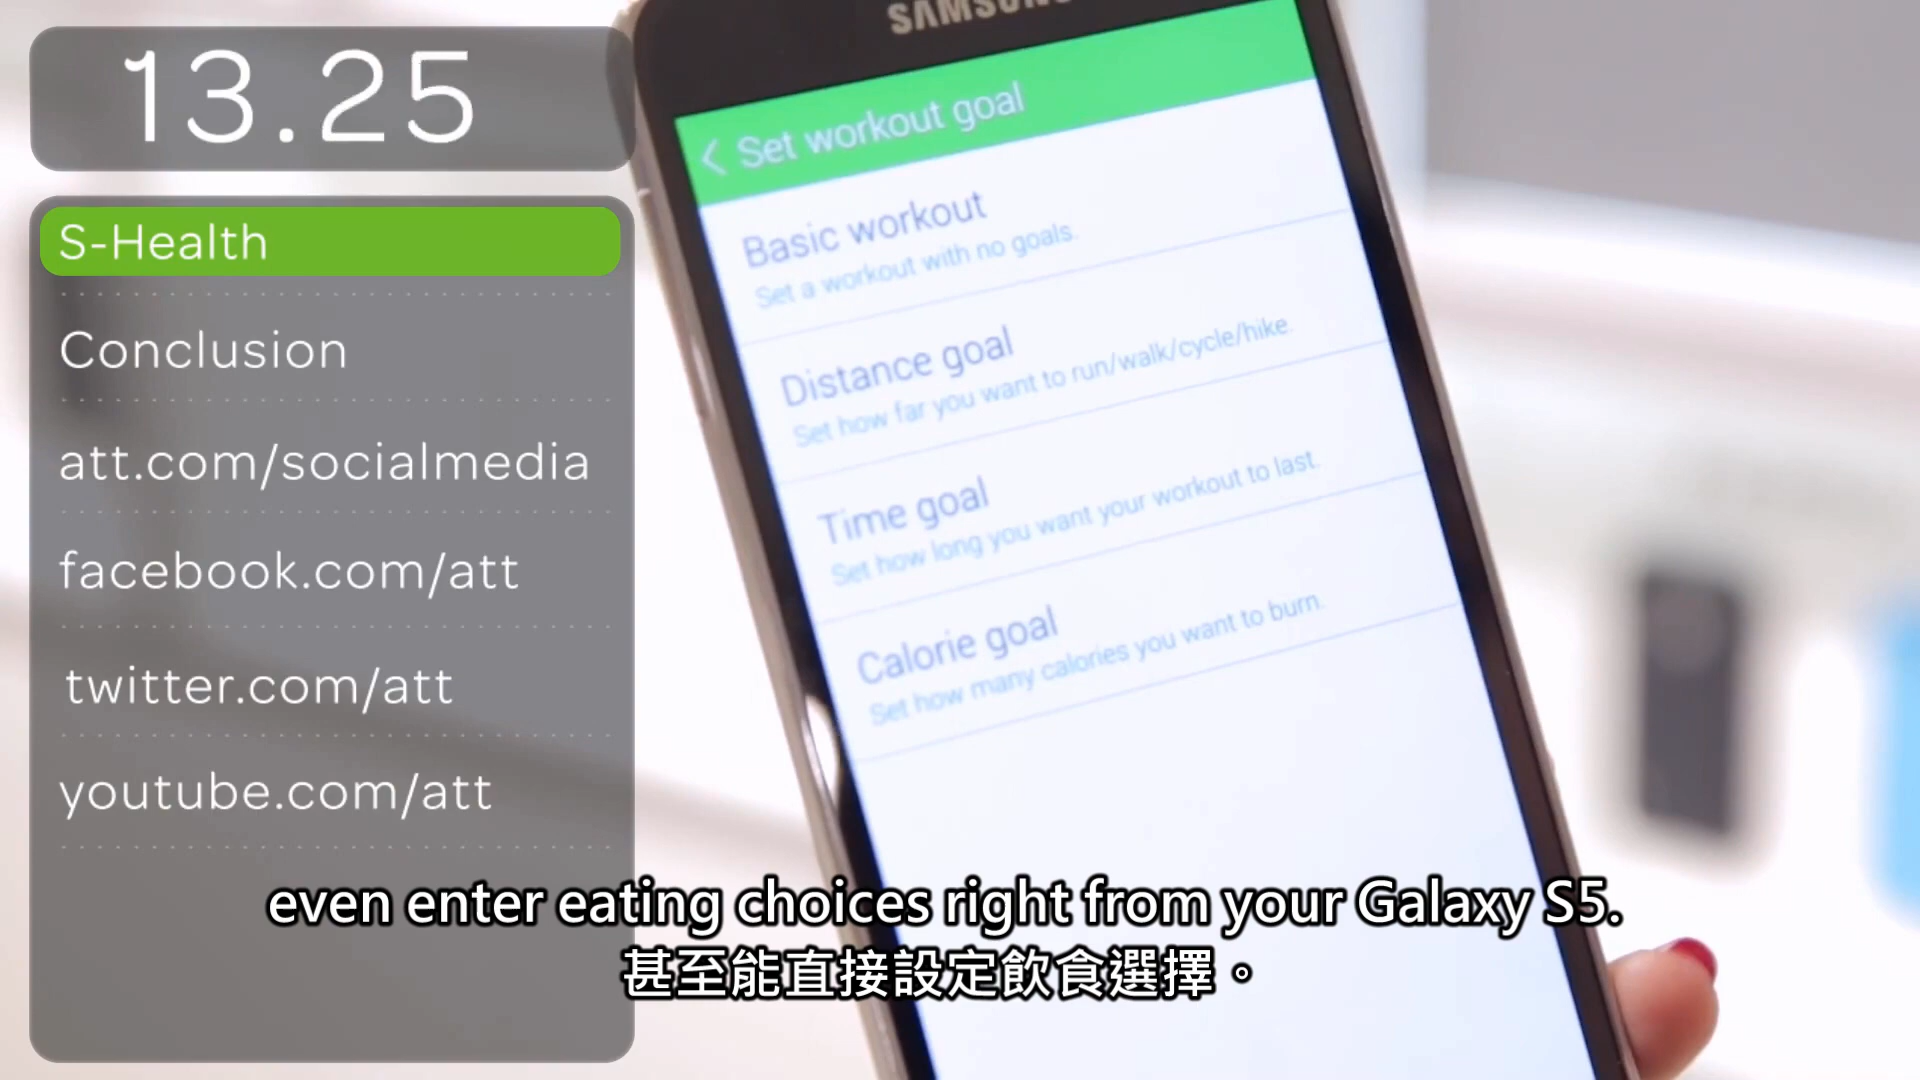 13.25
S-Health
Conclusion
att.com/socialmedia
facebook.com/att
twitter.com/att
youtube.com/att
SAMSUNG
Set workout goal
Basic workout
Set a workout with no goals.
Distance goal
Set how far you want to run/walk/cycle/hike.
Time goal
Set how long you want your workout to last.
Calorie goal
Set how many calories you want to burn.
even enter eating choices right from your Galaxy S5.
甚至能直接設定飲食選擇。